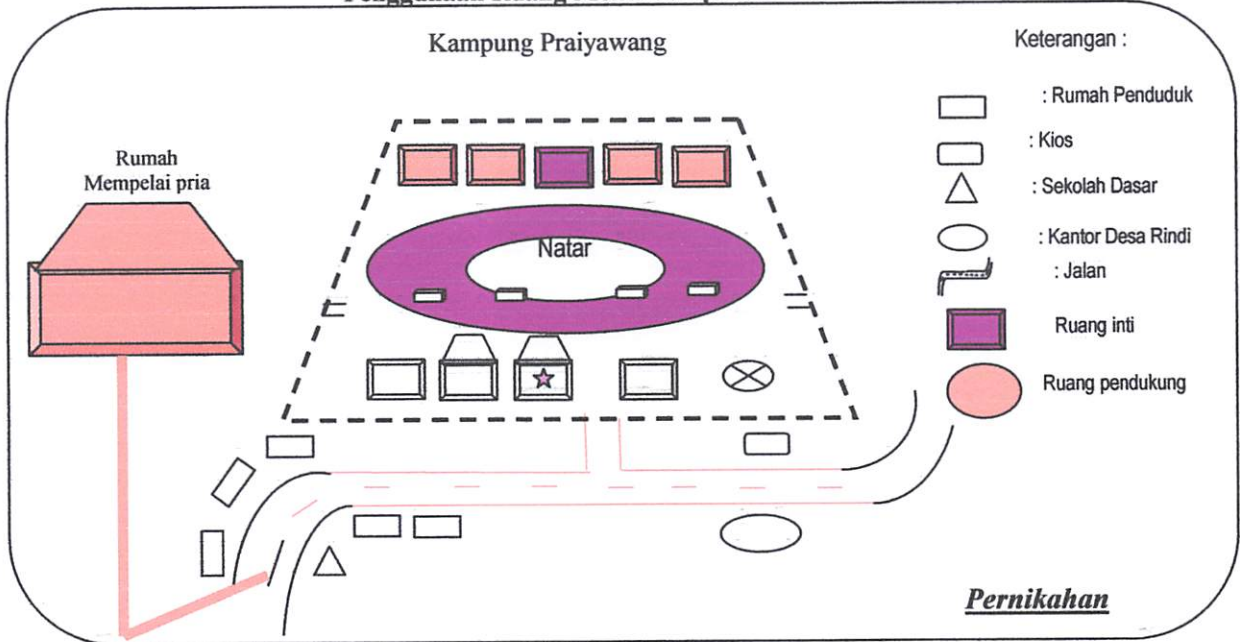 Kampung Praiyawang
Keterangan :
: Rumah Penduduk
: Kios
: Sekolah Dasar
: Kantor Desa Rindi
: Jalan
Ruang inti
Ruang pendukung
Rumah
Mempelai pria
Natar
Pernikahan